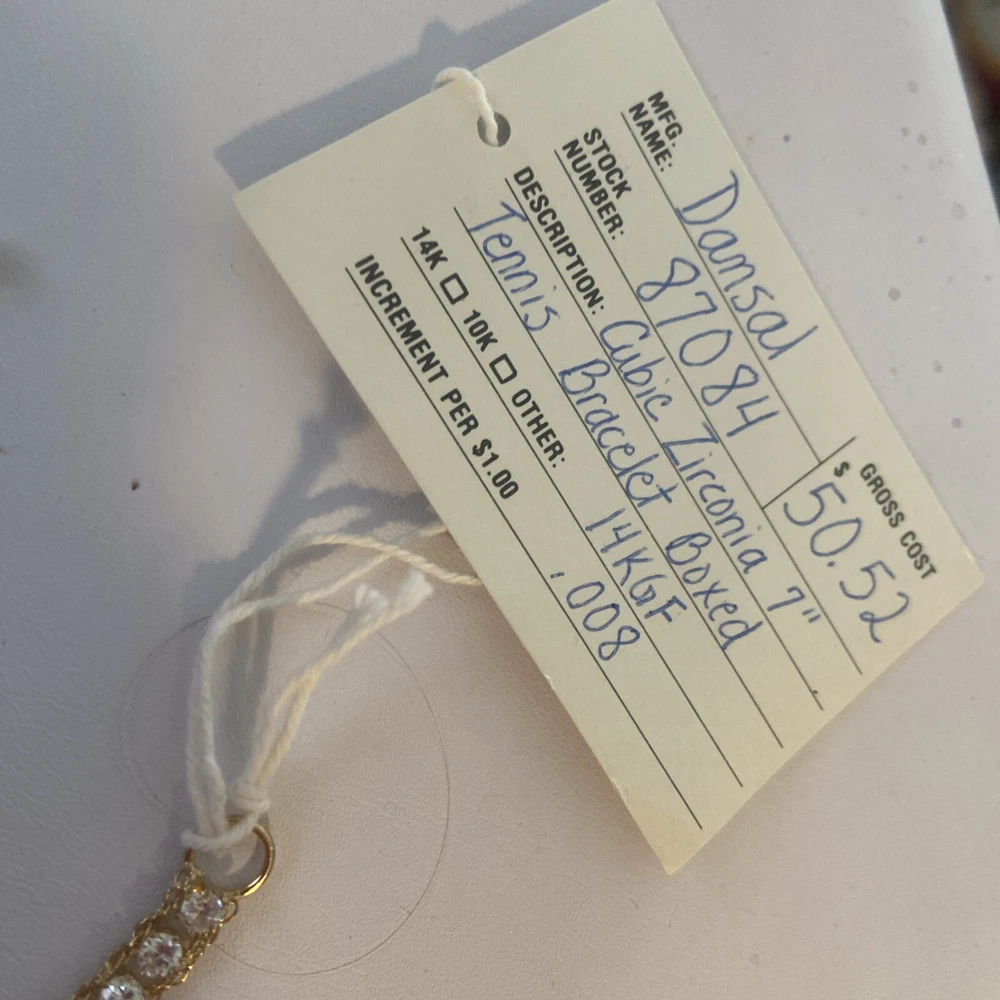 MFG.
NAME: Dansal
STOCK
NUMBER: 87084
GROSS COST
$ 50.52
DESCRIPTION: Cubic Zirconia 7"
Tennis Bracelet Boxed
14K □ 10K □ OTHER: 14KGF
INCREMENT PER $1.00 .008